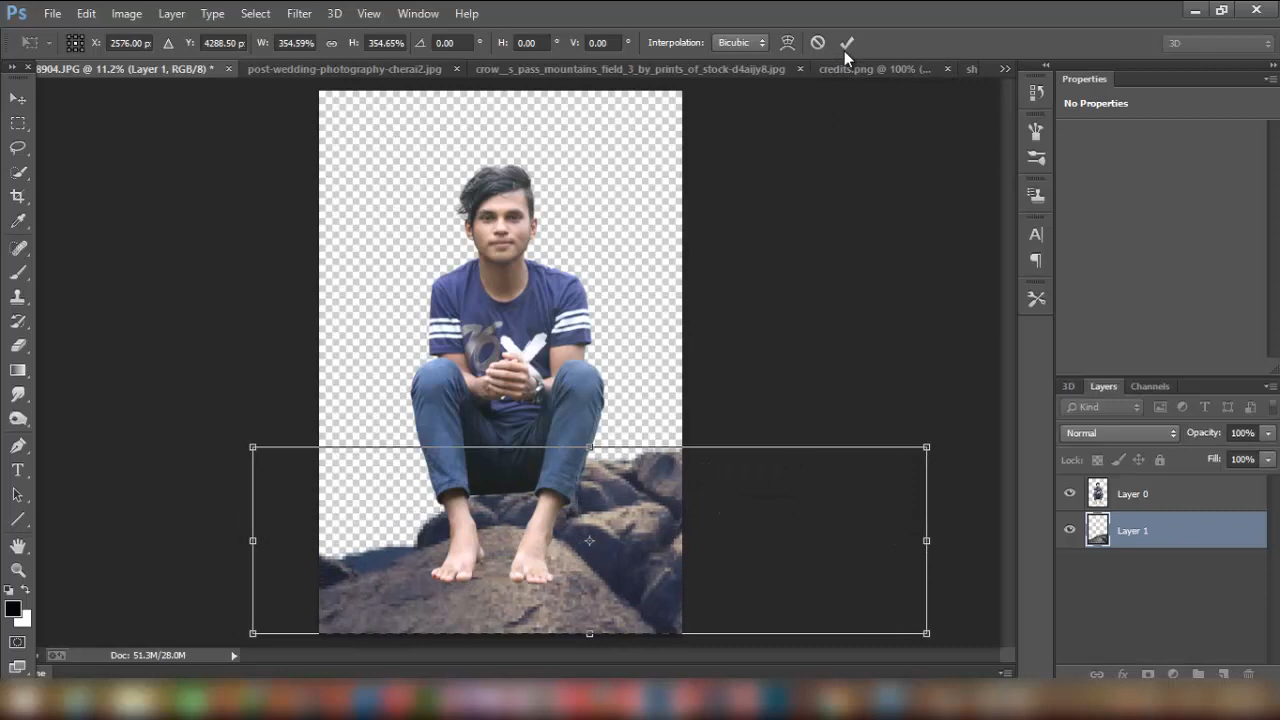 Ps File Edit Image Layer Type Select Filter 3D View Window Help
X: 2576.00 p Y: 4288.50 p W: 354.59% H: 354.65% 0.00 ° H: 0.00 ° V: 0.00 ° Interpolation: Bicubic 3D
8904.JPG @ 11.2% (Layer 1, RGB/8) * × post-wedding-photography-cherai2.jpg × crow__s_pass_mountains_field_3_by_prints_of_stock-d4aijy8.jpg × credits.png @ 100% (... × sh
Properties
No Properties
3D Layers Channels
Kind
Normal Opacity: 100%
Lock: Fill: 100%
Layer 0
Layer 1
Doc: 51.3M/28.0M
ne